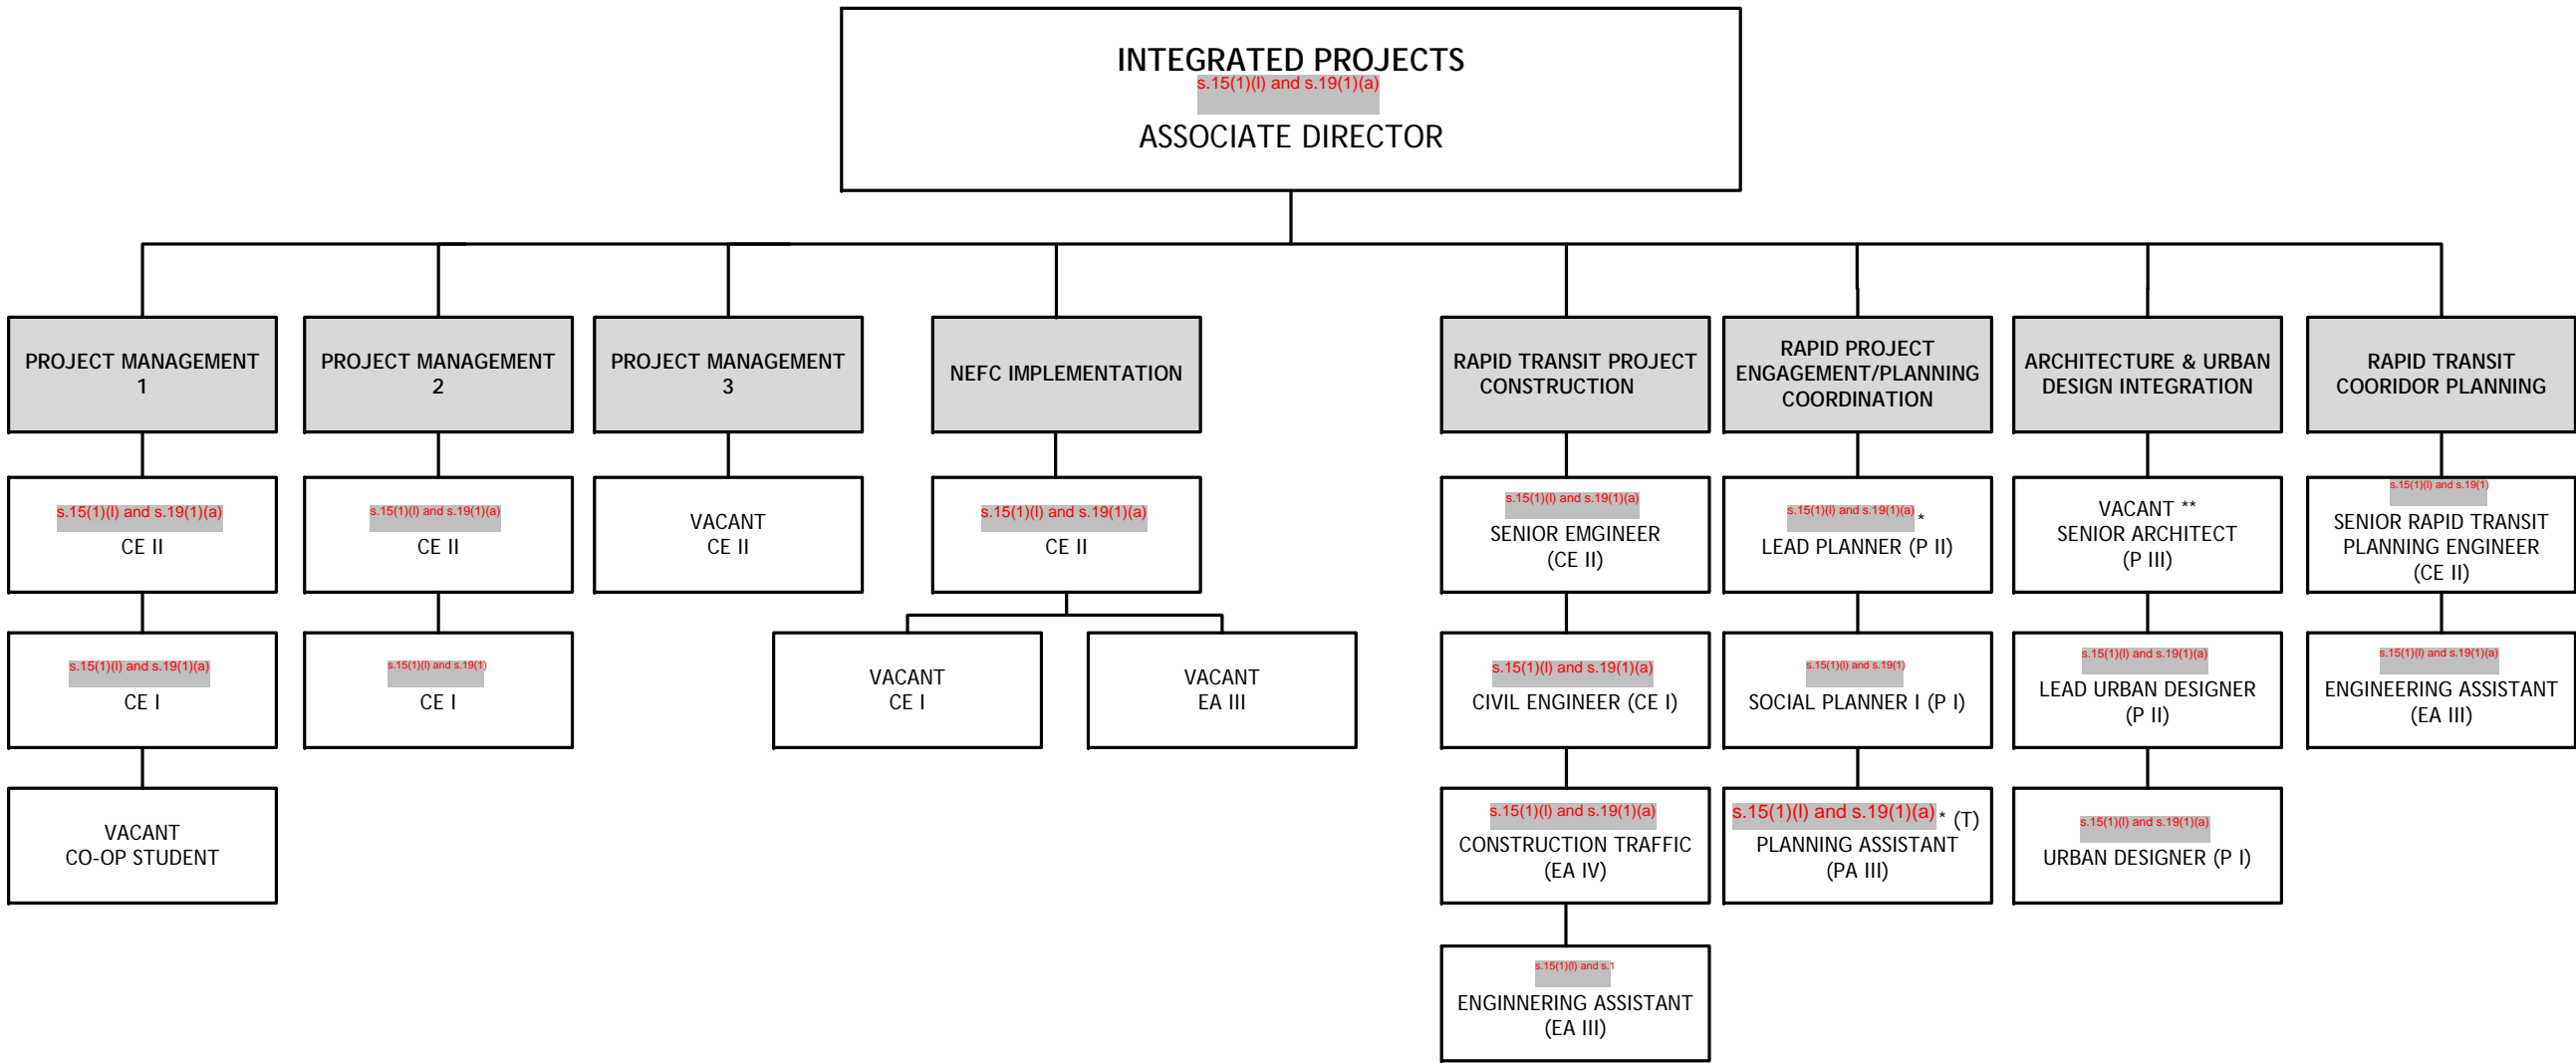 INTEGRATED PROJECTS
s.15(1)(l) and s.19(1)(a)
ASSOCIATE DIRECTOR
PROJECT MANAGEMENT
1
s.15(1)(l) and s.19(1)(a)
CE II
s.15(1)(l) and s.19(1)(a)
CE I
VACANT
CO-OP STUDENT
PROJECT MANAGEMENT
2
s.15(1)(l) and s.19(1)(a)
CE II
s.15(1)(l) and s.19(1)
CE I
PROJECT MANAGEMENT
3
VACANT
CE II
NEFC IMPLEMENTATION
s.15(1)(l) and s.19(1)(a)
CE II
VACANT
CE I
VACANT
EA III
RAPID TRANSIT PROJECT
CONSTRUCTION
s.15(1)(l) and s.19(1)(a)
SENIOR EMGINEER
(CE II)
s.15(1)(l) and s.19(1)(a)
CIVIL ENGINEER (CE I)
s.15(1)(l) and s.19(1)(a)
CONSTRUCTION TRAFFIC
(EA IV)
s.15(1)(l) and s.1
ENGINNERING ASSISTANT
(EA III)
RAPID PROJECT
ENGAGEMENT/PLANNING
COORDINATION
s.15(1)(l) and s.19(1)(a) *
LEAD PLANNER (P II)
s.15(1)(l) and s.19(1)
SOCIAL PLANNER I (P I)
s.15(1)(l) and s.19(1)(a) * (T)
PLANNING ASSISTANT
(PA III)
ARCHITECTURE & URBAN
DESIGN INTEGRATION
VACANT **
SENIOR ARCHITECT
(P III)
s.15(1)(l) and s.19(1)(a)
LEAD URBAN DESIGNER
(P II)
s.15(1)(l) and s.19(1)(a)
URBAN DESIGNER (P I)
RAPID TRANSIT
COORIDOR PLANNING
s.15(1)(l) and s.19(1)
SENIOR RAPID TRANSIT
PLANNING ENGINEER
(CE II)
s.15(1)(l) and s.19(1)(a)
ENGINEERING ASSISTANT
(EA III)